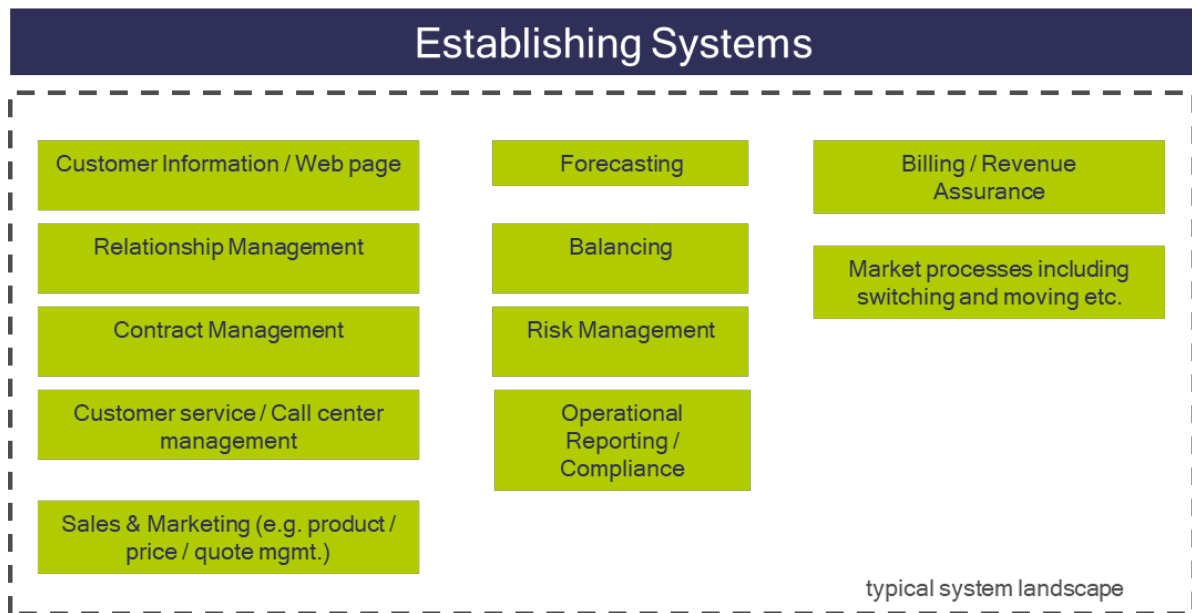 Establishing Systems
Customer Information / Web page
Relationship Management
Contract Management
Customer service / Call center
management
Sales & Marketing (e.g. product /
price / quote mgmt.)
Forecasting
Balancing
Risk Management
Operational
Reporting /
Compliance
Billing / Revenue
Assurance
Market processes including
switching and moving etc.
typical system landscape